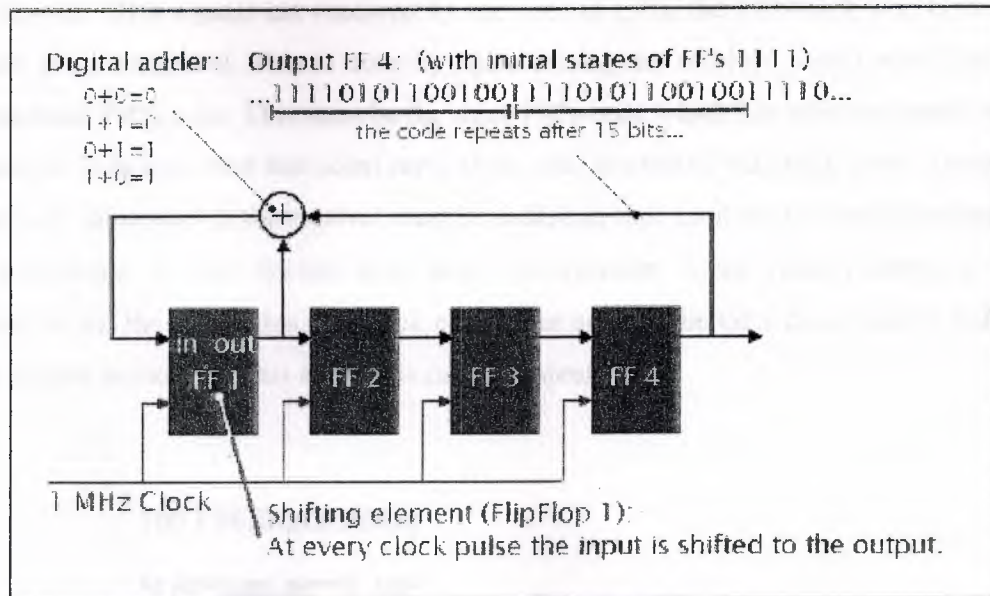 Digital adder:
0+0=0
1+1=0
0+1=1
1+0=1
Output FF 4 (with initial states of FF's 1111)
...111101011001001111010110010011110...
the code repeats after 15 bits...
+
in out
FF 1
FF 2
FF 3
FF 4
1 MHz Clock
Shifting element (FlipFlop 1):
At every clock pulse the input is shifted to the output.